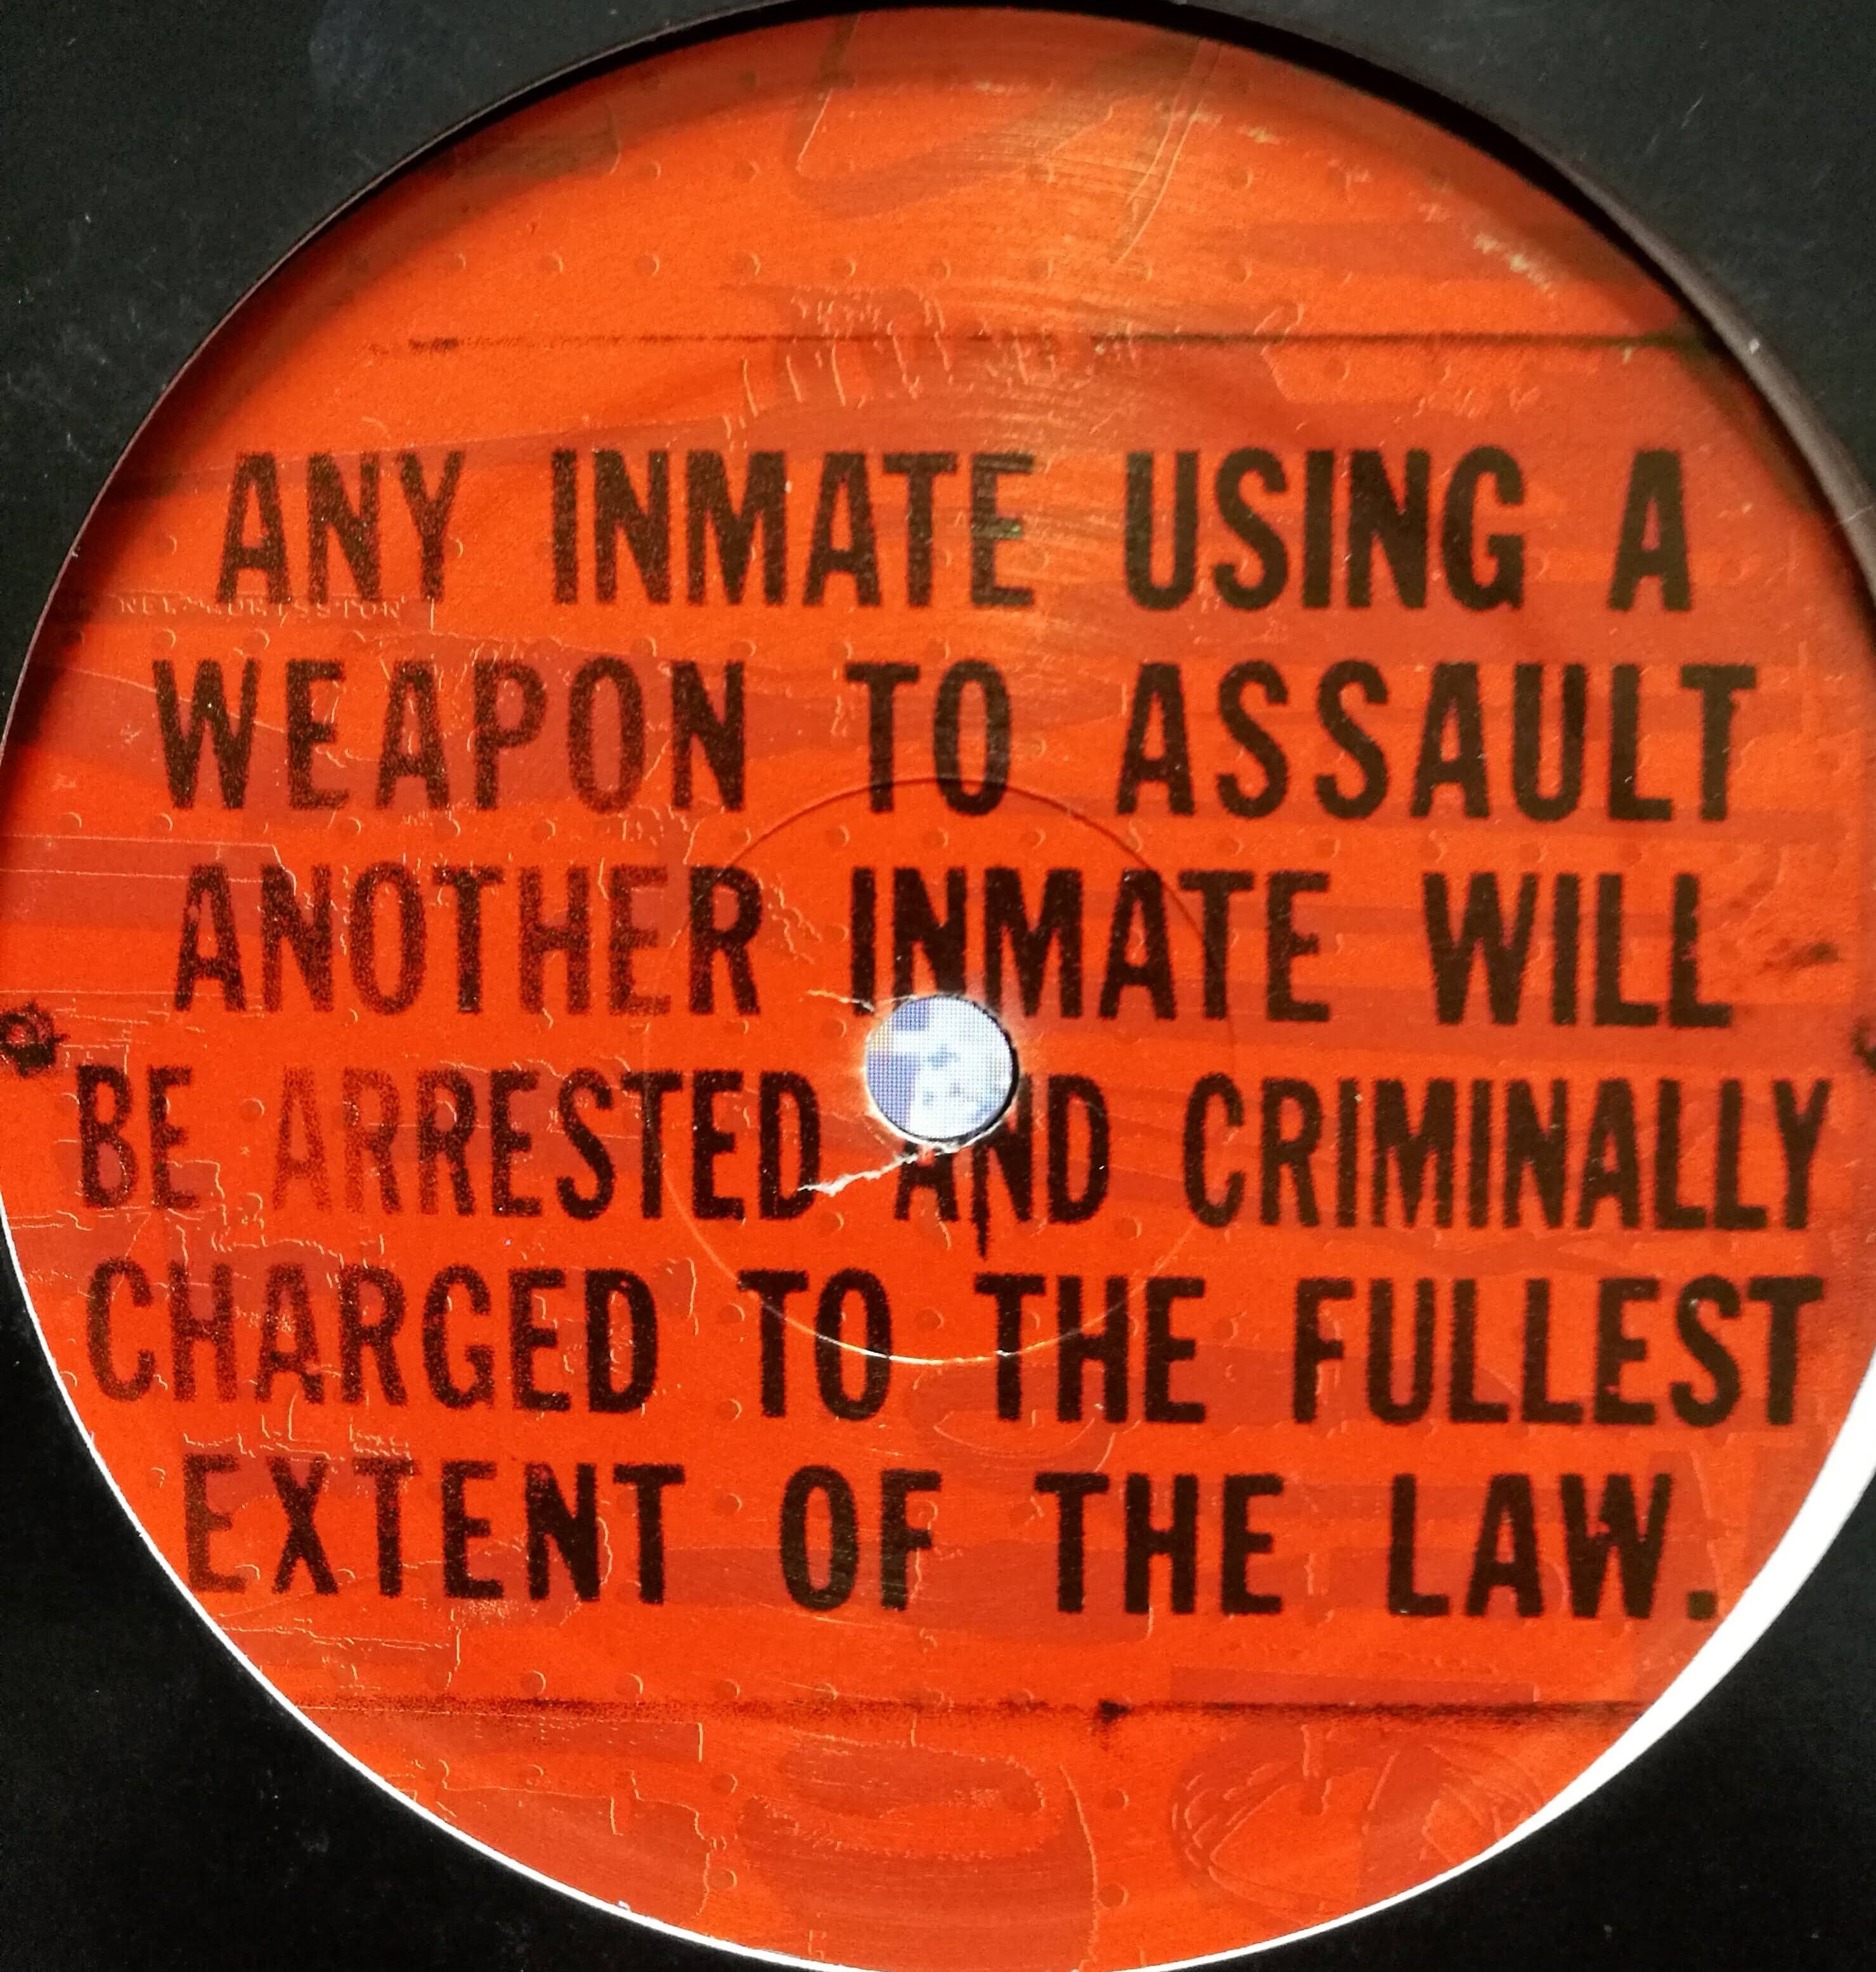 ANY INMATE USING A
WEAPON TO ASSAULT
ANOTHER INMATE WILL
BE ARRESTED AND CRIMINALLY
CHARGED TO THE FULLEST
EXTENT OF THE LAW.